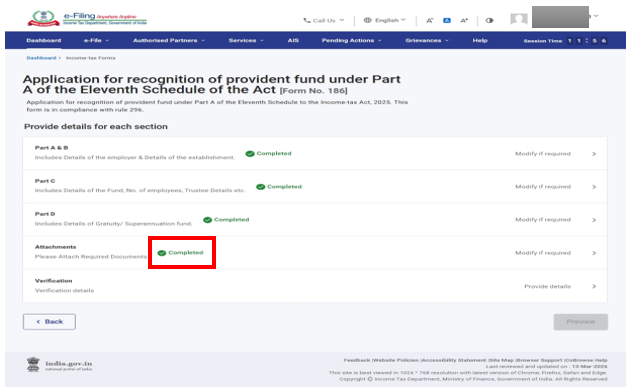 e-Filing Anywhere Anytime
Income Tax Department, Government of India
Call Us
English
A-
A
A+
Dashboard
e-File
Authorised Partners
Services
AIS
Pending Actions
Grievances
Help
Session Time 1 1 : 5 6
Dashboard > Income-tax Forms
Application for recognition of provident fund under Part
A of the Eleventh Schedule of the Act [Form No. 186]
Application for recognition of provident fund under Part A of the Eleventh Schedule to the Income-tax Act, 2025. This
form is in compliance with rule 296.
Provide details for each section
Part A & B
Includes Details of the employer & Details of the establishment.
Completed
Modify if required >
Part C
Includes Details of the Fund, No. of employees, Trustee Details etc.
Completed
Modify if required >
Part D
Includes Details of Gratuity/ Superannuation fund.
Completed
Modify if required >
Attachments
Please Attach Required Documents
Completed
Modify if required >
Verification
Verification details
Provide details >
< Back
Preview
india.gov.in
national portal of india
Feedback |Website Policies |Accessibility Statement |Site Map |Browser Support |CoBrowse Help
Last reviewed and updated on : 13-Mar-2026
This site is best viewed in 1024 * 768 resolution with latest version of Chrome, Firefox, Safari and Edge.
Copyright © Income Tax Department, Ministry of Finance, Government of India. All Rights Reserved